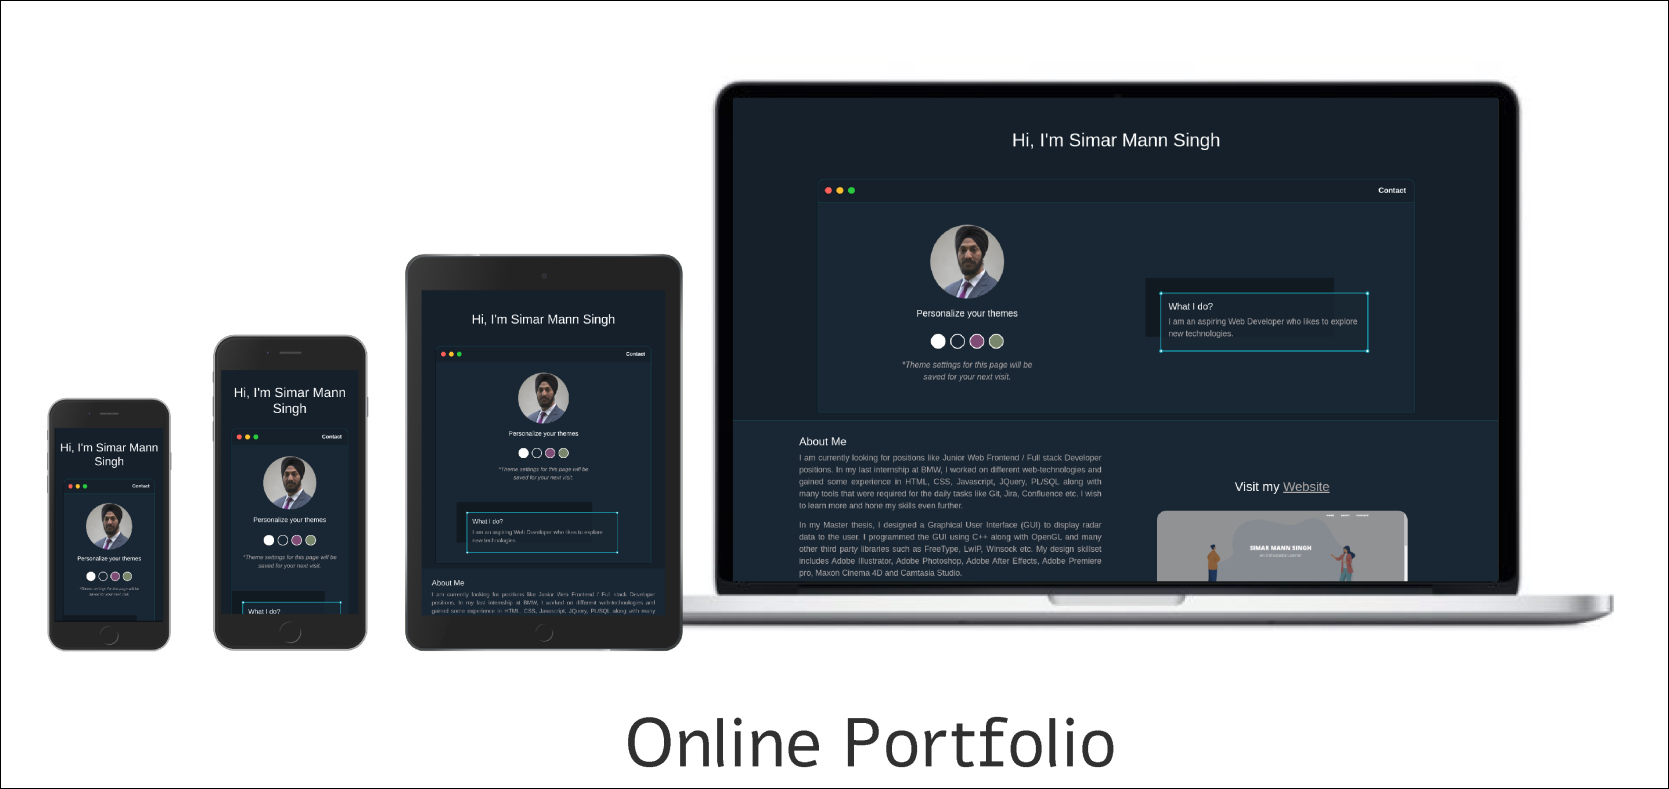 Hi, I'm Simar Mann
Singh
Contact
Personalize your themes
*Theme settings for this page will be
saved for your next visit.
Hi, I'm Simar Mann
Singh
Contact
Personalize your themes
*Theme settings for this page will be
saved for your next visit.
What I do?
Hi, I'm Simar Mann Singh
Contact
Personalize your themes
*Theme settings for this page will be
saved for your next visit.
What I do?
I am an aspiring Web Developer who likes to explore
new technologies.
About Me
I am currently looking for positions like Junior Web Frontend / Full stack Developer
positions. In my last internship at BMW, I worked on different web-technologies and
gained some experience in HTML, CSS, Javascript, JQuery, PL/SQL along with many
Hi, I'm Simar Mann Singh
Contact
Personalize your themes
*Theme settings for this page will be
saved for your next visit.
What I do?
I am an aspiring Web Developer who likes to explore
new technologies.
About Me
I am currently looking for positions like Junior Web Frontend / Full stack Developer
positions. In my last internship at BMW, I worked on different web-technologies and
gained some experience in HTML, CSS, Javascript, JQuery, PL/SQL along with
many tools that were required for the daily tasks like Git, Jira, Confluence etc. I wish
to learn more and hone my skills even further.
In my Master thesis, I designed a Graphical User Interface (GUI) to display radar
data to the user. I programmed the GUI using C++ along with OpenGL and many
other third party libraries such as FreeType, LwIP, Winsock etc. My design skillset
includes Adobe Illustrator, Adobe Photoshop, Adobe After Effects, Adobe Premiere
pro, Maxon Cinema 4D and Camtasia Studio.
Visit my Website
SIMAR MANN SINGH
Online Portfolio